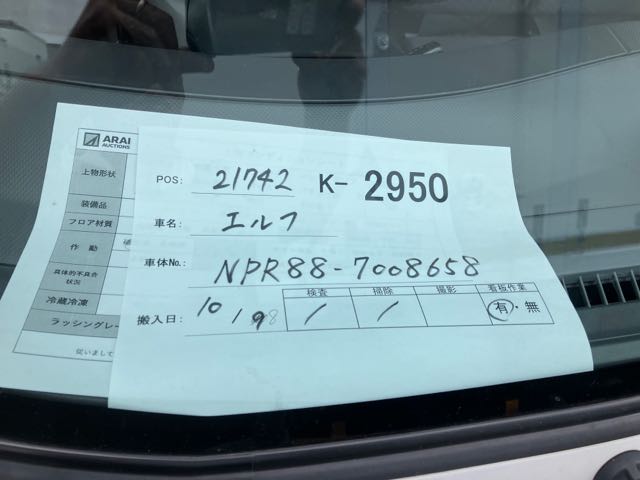 ARAI
AUCTIONS
上物形状
装備品
フロア材質
作 動
具体的不具合
状況
冷蔵冷凍
ラッシングレー
POS: 21742 K- 2950
車名: エルフ
車体No.: NPR88-7008658
検査 掃除 撮影 看板作業
搬入日: 10/ / / 有・無